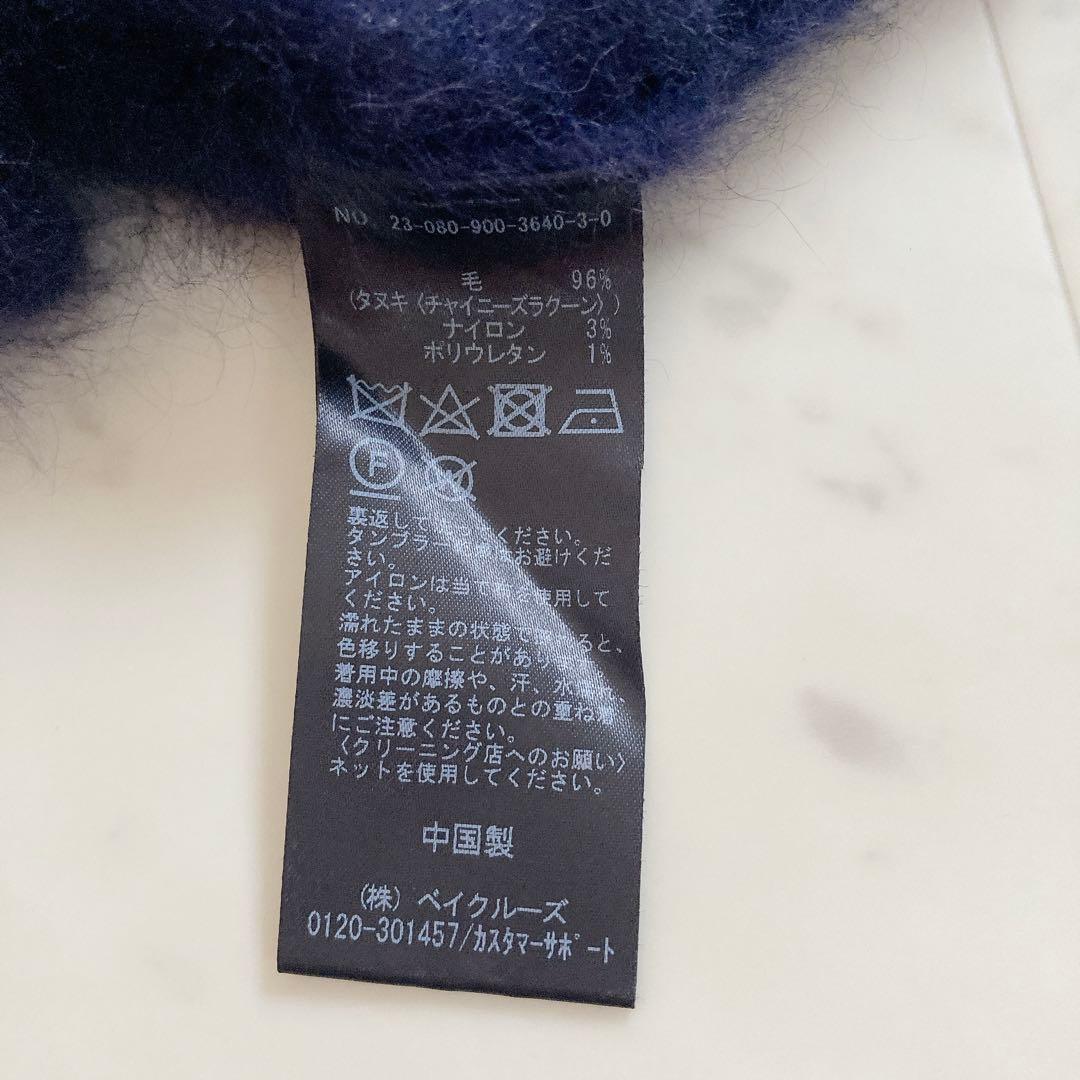 NO 23-080-900-3640-3-0
毛 96%
(タヌキ〈チャイニーズラクーン〉)
ナイロン 3%
ポリウレタン 1%
F
W
裏返して ください。
タンブラー お避けくだ
さい。
アイロンは当て を使用して
ください。
濡れたままの状態で と、
色移りすることがあり
着用中の摩擦や、汗、水
濃淡差があるものとの重ね着
にご注意ください。
〈クリーニング店へのお願い〉
ネットを使用してください。
中国製
(株) ベイクルーズ
0120-301457/カスタマーサポート